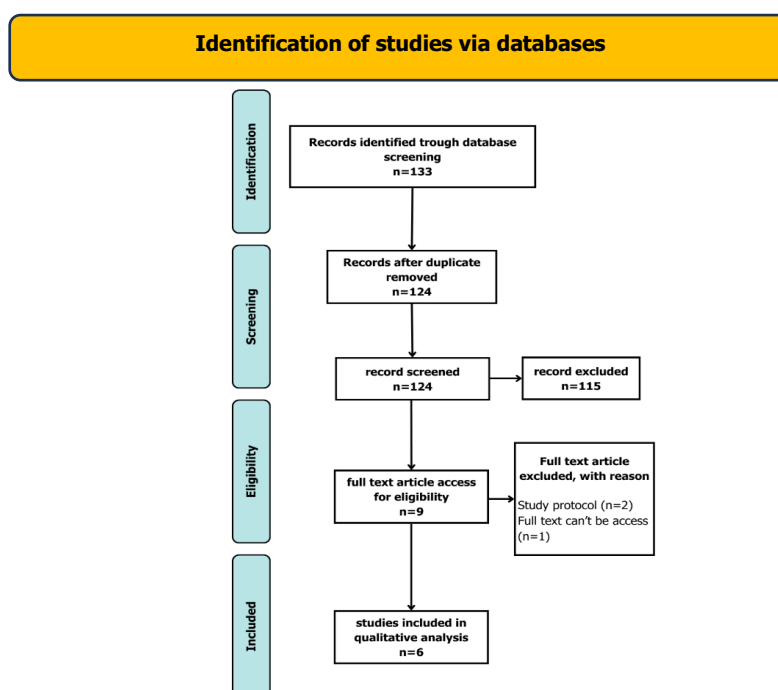 Identification of studies via databases
Identification
Records identified trough database
screening
n=133
Screening
Records after duplicate
removed
n=124
record screened
n=124
record excluded
n=115
Eligibility
full text article access
for eligibility
n=9
Full text article
excluded, with reason
Study protocol (n=2)
Full text can't be access
(n=1)
Included
studies included in
qualitative analysis
n=6